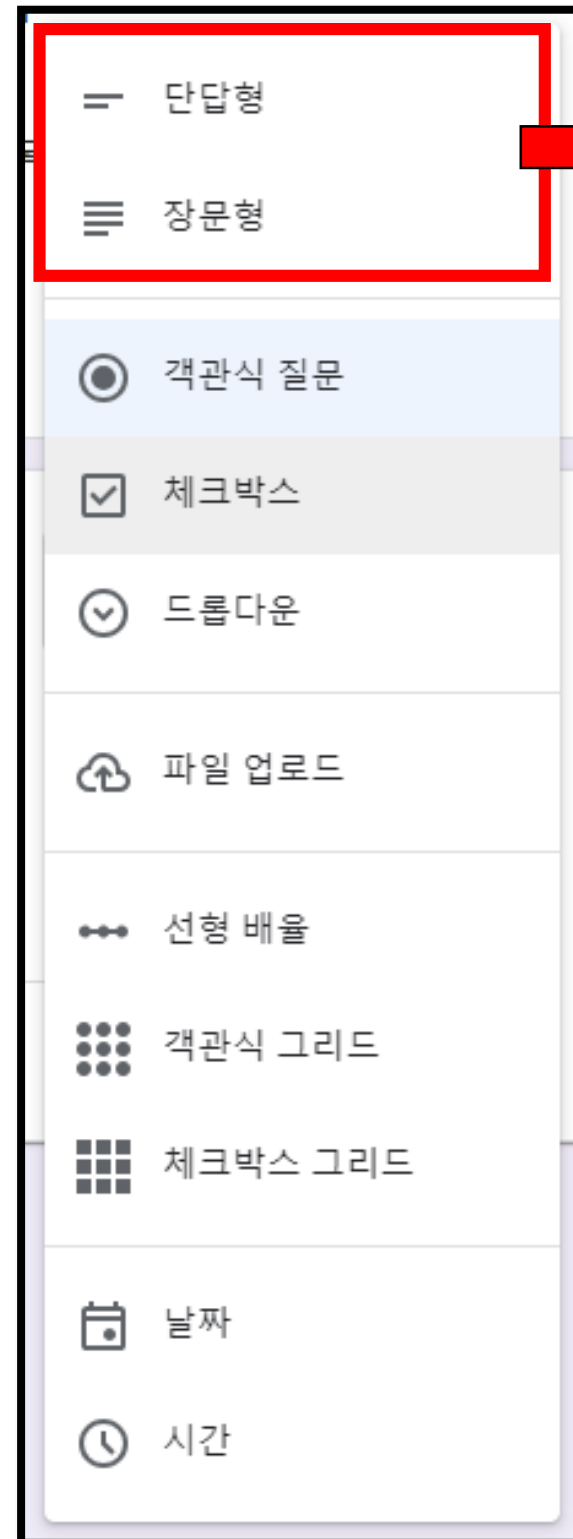 단답형
장문형
객관식 질문
체크박스
드롭다운
파일 업로드
선형 배율
객관식 그리드
체크박스 그리드
날짜
시간